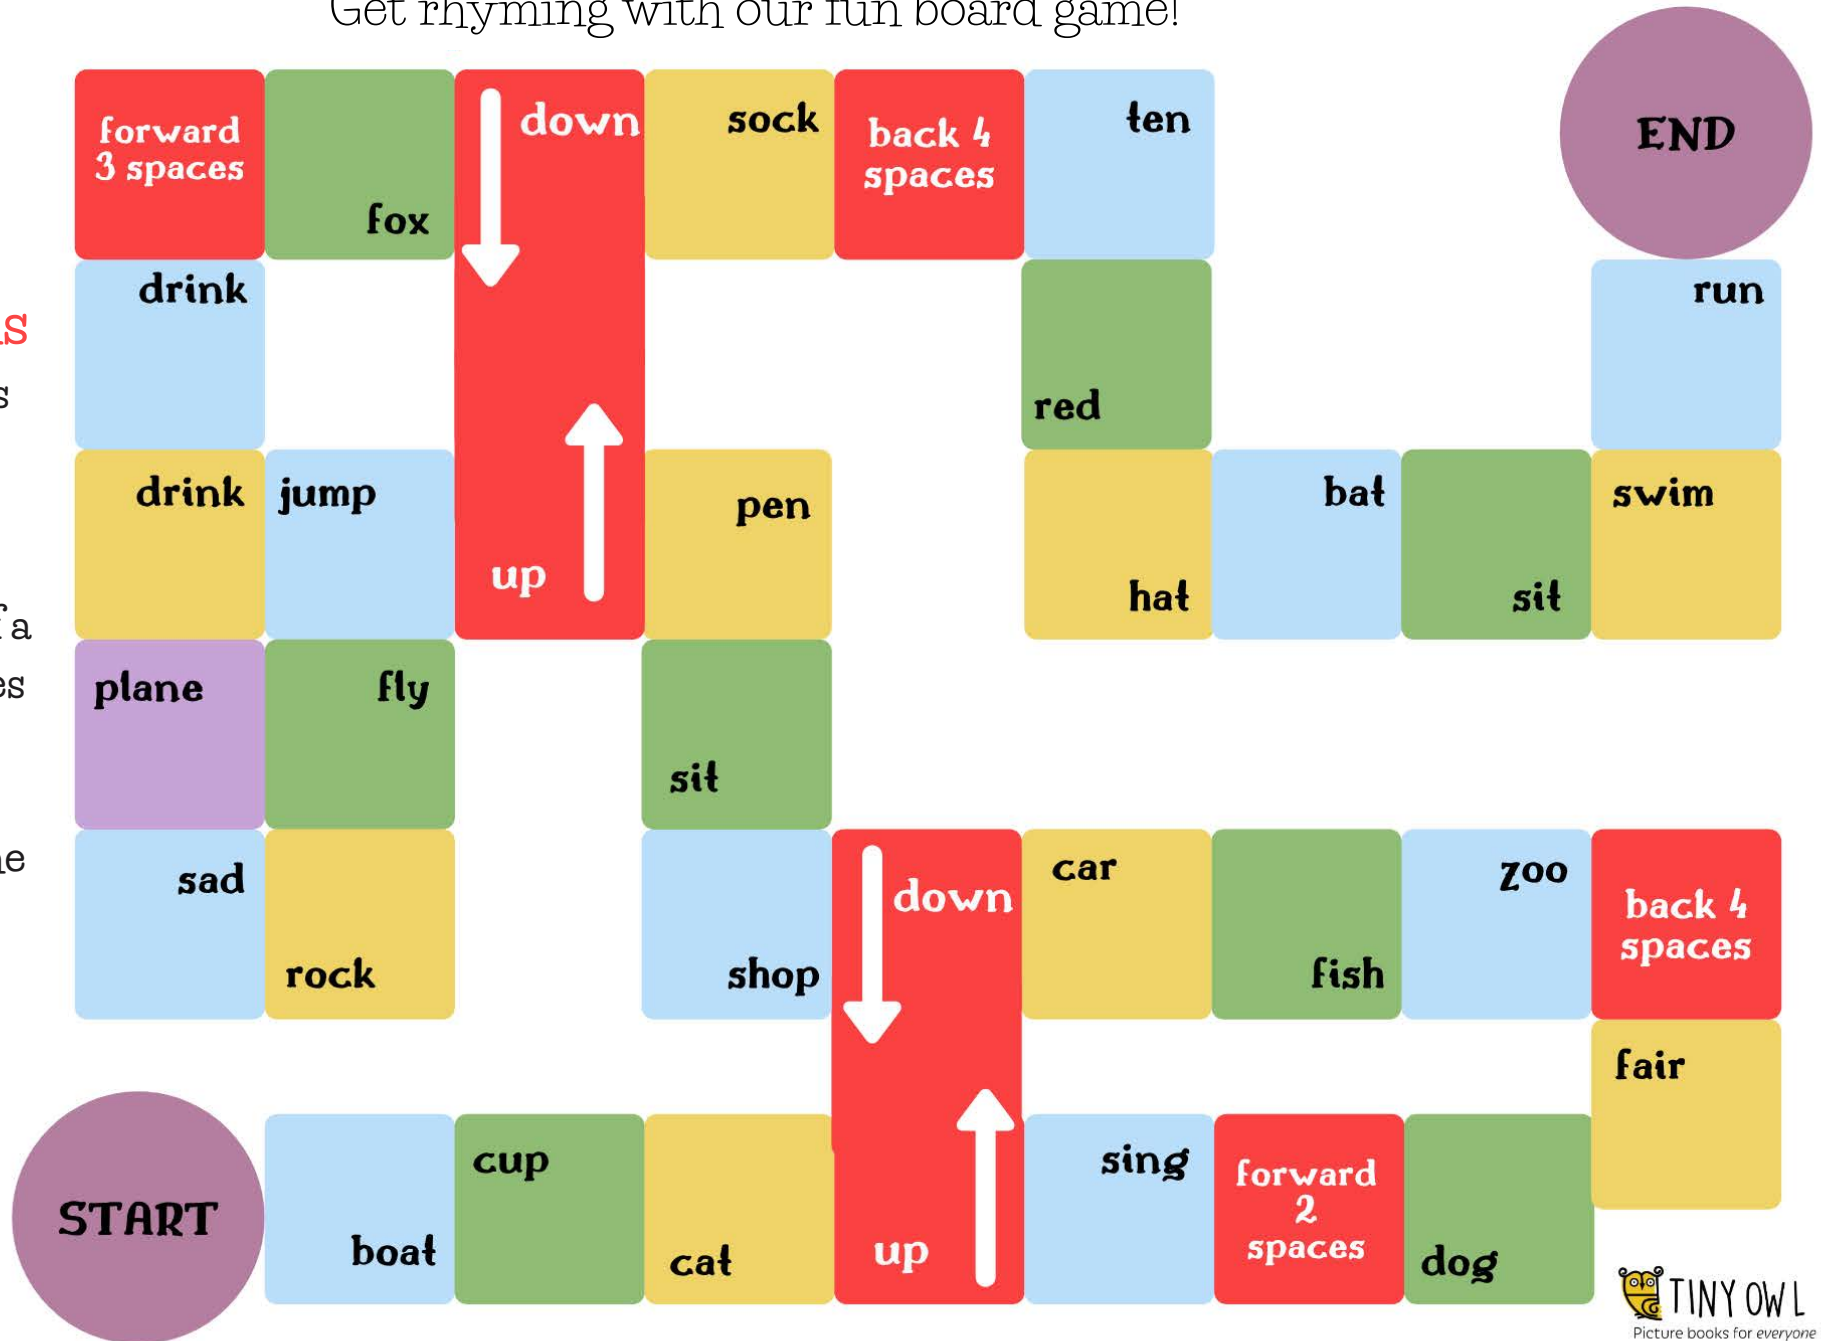 Get rhyming with our fun board game!
forward
3 spaces
fox
down
sock
back 4
spaces
ten
END
drink
red
run
drink
jump
up
pen
hat
bat
sit
swim
a
plane
fly
sit
sad
rock
shop
down
car
fish
zoo
back 4
spaces
fair
START
boat
cup
cat
up
sing
forward
2
spaces
dog
TINY OWL
Picture books for everyone